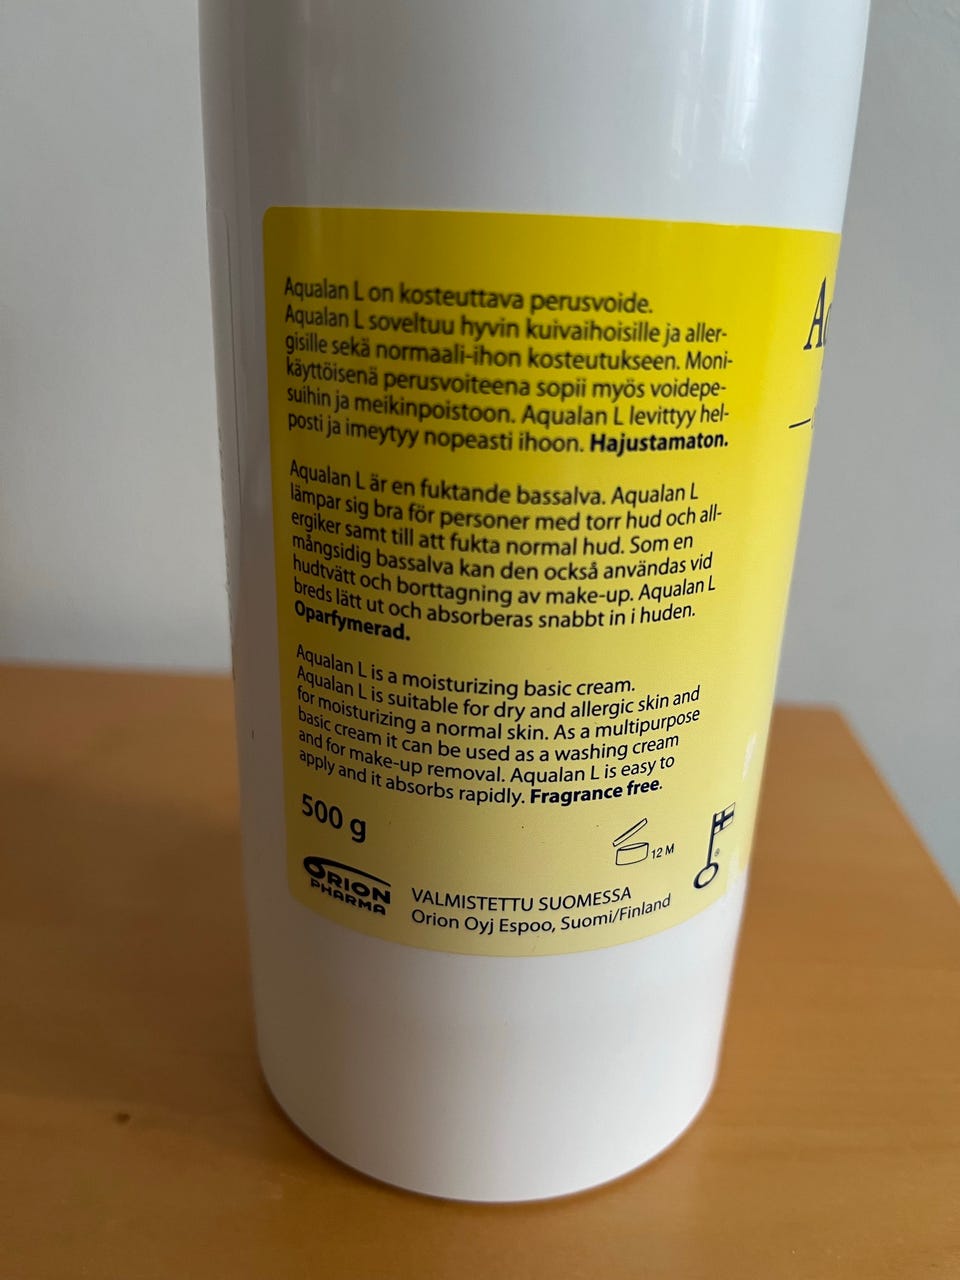 Aqualan L on kosteuttava perusvoide.
Aqualan L soveltuu hyvin kuivaihoisille ja aller-
gisille sekä normaali-ihon kosteutukseen. Moni-
käyttöisenä perusvoiteena sopii myös voidepe-
suihin ja meikinpoistoon. Aqualan L levittyy hel-
posti ja imeytyy nopeasti ihoon. Hajustamaton.
Aqualan L är en fuktande bassalva. Aqualan L
lämpar sig bra för personer med torr hud och all-
ergiker samt till att fukta normal hud. Som en
mångsidig bassalva kan den också användas vid
hudtvätt och borttagning av make-up. Aqualan L
breds lätt ut och absorberas snabbt in i huden.
Oparfymerad.
Aqualan L is a moisturizing basic cream.
Aqualan L is suitable for dry and allergic skin and
for moisturizing a normal skin. As a multipurpose
basic cream it can be used as a washing cream
and for make-up removal. Aqualan L is easy to
apply and it absorbs rapidly. Fragrance free.
500 g
12 M
ORION
PHARMA
VALMISTETTU SUOMESSA
Orion Oyj Espoo, Suomi/Finland